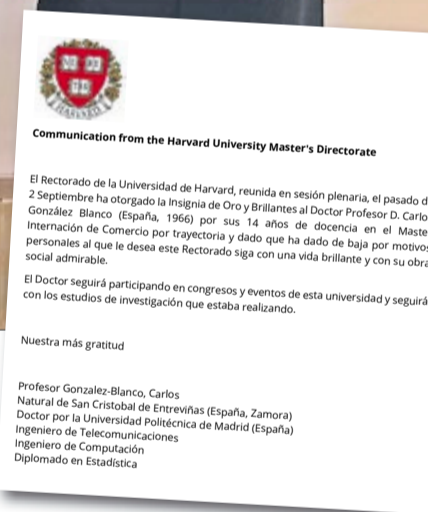 HARVARD
Communication from the Harvard University Master's Directorate
El Rectorado de la Universidad de Harvard, reunida en sesión plenaria, el pasado d
2 Septiembre ha otorgado la Insignia de Oro y Brillantes al Doctor Profesor D. Carlo
González Blanco (España, 1966) por sus 14 años de docencia en el Maste
Internación de Comercio por trayectoria y dado que ha dado de baja por motivos
personales al que le desea este Rectorado siga con una vida brillante y con su obra
social admirable.
El Doctor seguirá participando en congresos y eventos de esta universidad y seguirá
con los estudios de investigación que estaba realizando.
Nuestra más gratitud
Profesor Gonzalez-Blanco, Carlos
Natural de San Cristobal de Entreviñas (España, Zamora)
Doctor por la Universidad Politécnica de Madrid (España)
Ingeniero de Telecomunicaciones
Ingeniero de Computación
Diplomado en Estadística